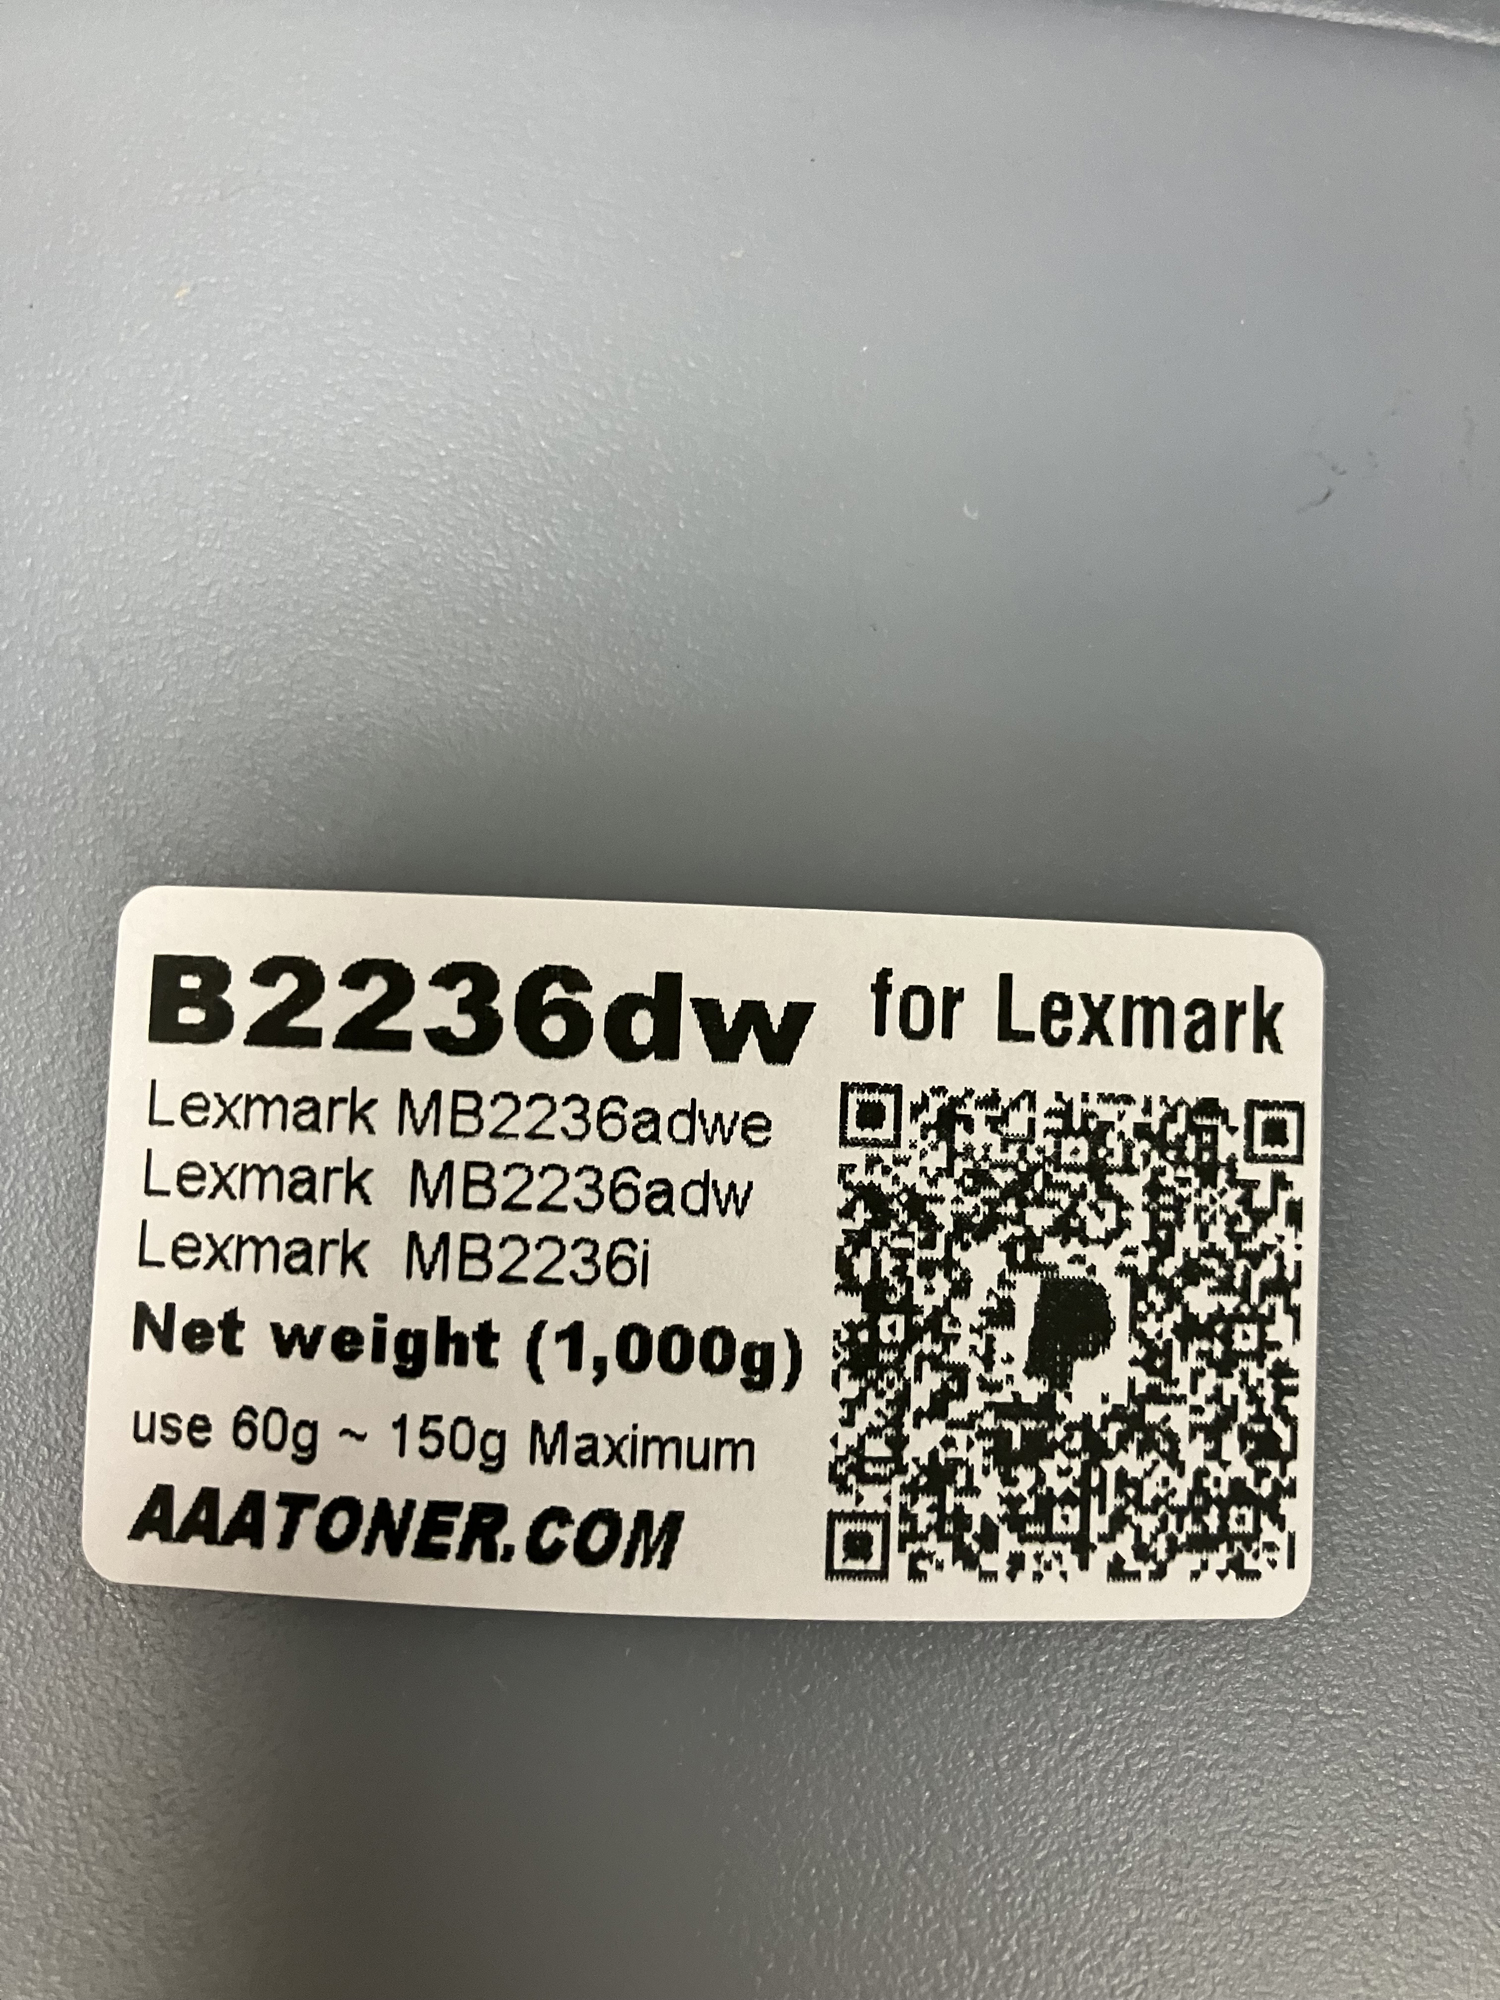 B2236dw for Lexmark
Lexmark MB2236adwe
Lexmark MB2236adw
Lexmark MB2236i
Net weight (1,000g)
use 60g ~ 150g Maximum
AAATONER.COM